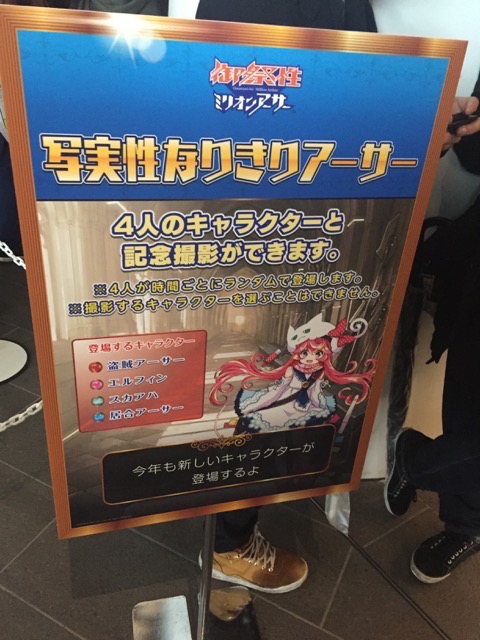 御祭性
ミリオンアーサー
写実性なりきりアーサー
4人のキャラクターと
記念撮影ができます。
※4人が時間ごとにランダムで登場します。
※撮影するキャラクターを選ぶことはできません。
登場するキャラクター
盗賊アーサー
エルフィン
スカアハ
居合アーサー
今年も新しいキャラクターが
登場するよ